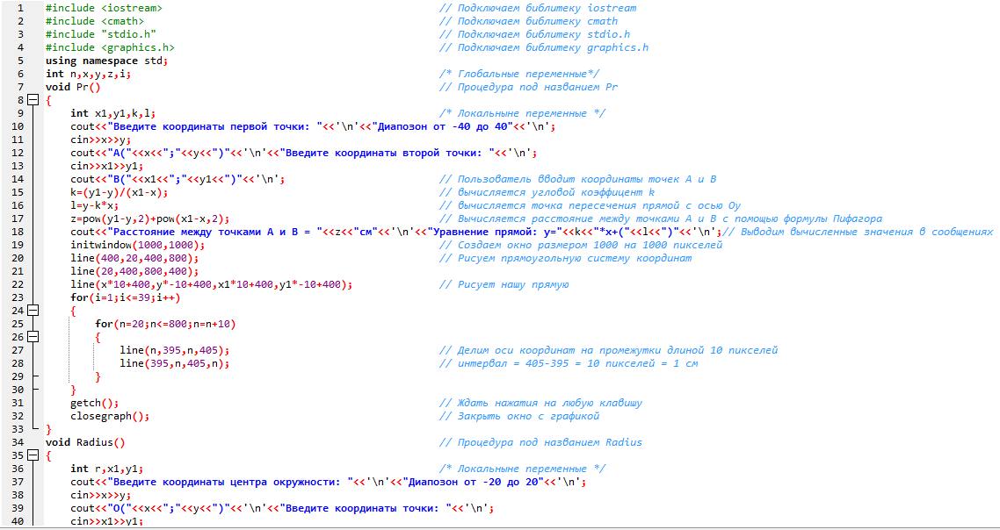 1 #include <iostream> // Подключаем библитеку iostream
2 #include <cmath> // Подключаем библитеку cmath
3 #include "stdio.h" // Подключаем библитеку stdio.h
4 #include <graphics.h> // Подключаем библитеку graphics.h
5 using namespace std;
6 int n,x,y,z,i; /* Глобальные переменные*/
7 void Pr() // Процедура под названием Pr
8 {
9 int x1,y1,k,l; /* Локальныне переменные */
10 cout<<"Введите координаты первой точки: "<<'\n'<<"Диапозон от -40 до 40"<<'\n';
11 cin>>x>>y;
12 cout<<"A("<<x<<";"<<y<<")"<<'\n'<<"Введите координаты второй точки: "<<'\n';
13 cin>>x1>>y1;
14 cout<<"B("<<x1<<";"<<y1<<")"<<'\n'; // Пользователь вводит координаты точек А и В
15 k=(y1-y)/(x1-x); // вычисляется угловой коэффицент k
16 l=y-k*x; // вычисляется точка пересечения прямой с осью Оу
17 z=pow(y1-y,2)+pow(x1-x,2); // Вычисляется расстояние между точками А и В с помощью формулы Пифагора
18 cout<<"Расстояние между точками А и В = "<<z<<"см"<<'\n'<<"Уравнение прямой: y="<<k<<"*x+("<<l<<")"<<'\n';// Выводим вычисленные значения в сообщениях
19 initwindow(1000,1000); // Создаем окно размером 1000 на 1000 пикселей
20 line(400,20,400,800); // Рисуем прямоугольную систему координат
21 line(20,400,800,400);
22 line(x*10+400,y*-10+400,x1*10+400,y1*-10+400); // Рисует нашу прямую
23 for(i=1;i<=39;i++)
24 {
25 for(n=20;n<=800;n=n+10)
26 {
27 line(n,395,n,405); // Делим оси координат на промежутки длиной 10 пикселей
28 line(395,n,405,n); // интервал = 405-395 = 10 пикселей = 1 см
29 }
30 }
31 getch(); // Ждать нажатия на любую клавишу
32 closegraph(); // Закрыть окно с графикой
33 }
34 void Radius() // Процедура под названием Radius
35 {
36 int r,x1,y1; /* Локальныне переменные */
37 cout<<"Введите координаты центра окружности: "<<'\n'<<"Диапозон от -20 до 20"<<'\n';
38 cin>>x>>y;
39 cout<<"O("<<x<<";"<<y<<")"<<'\n'<<"Введите координаты точки: "<<'\n';
40 cin>>x1>>y1;